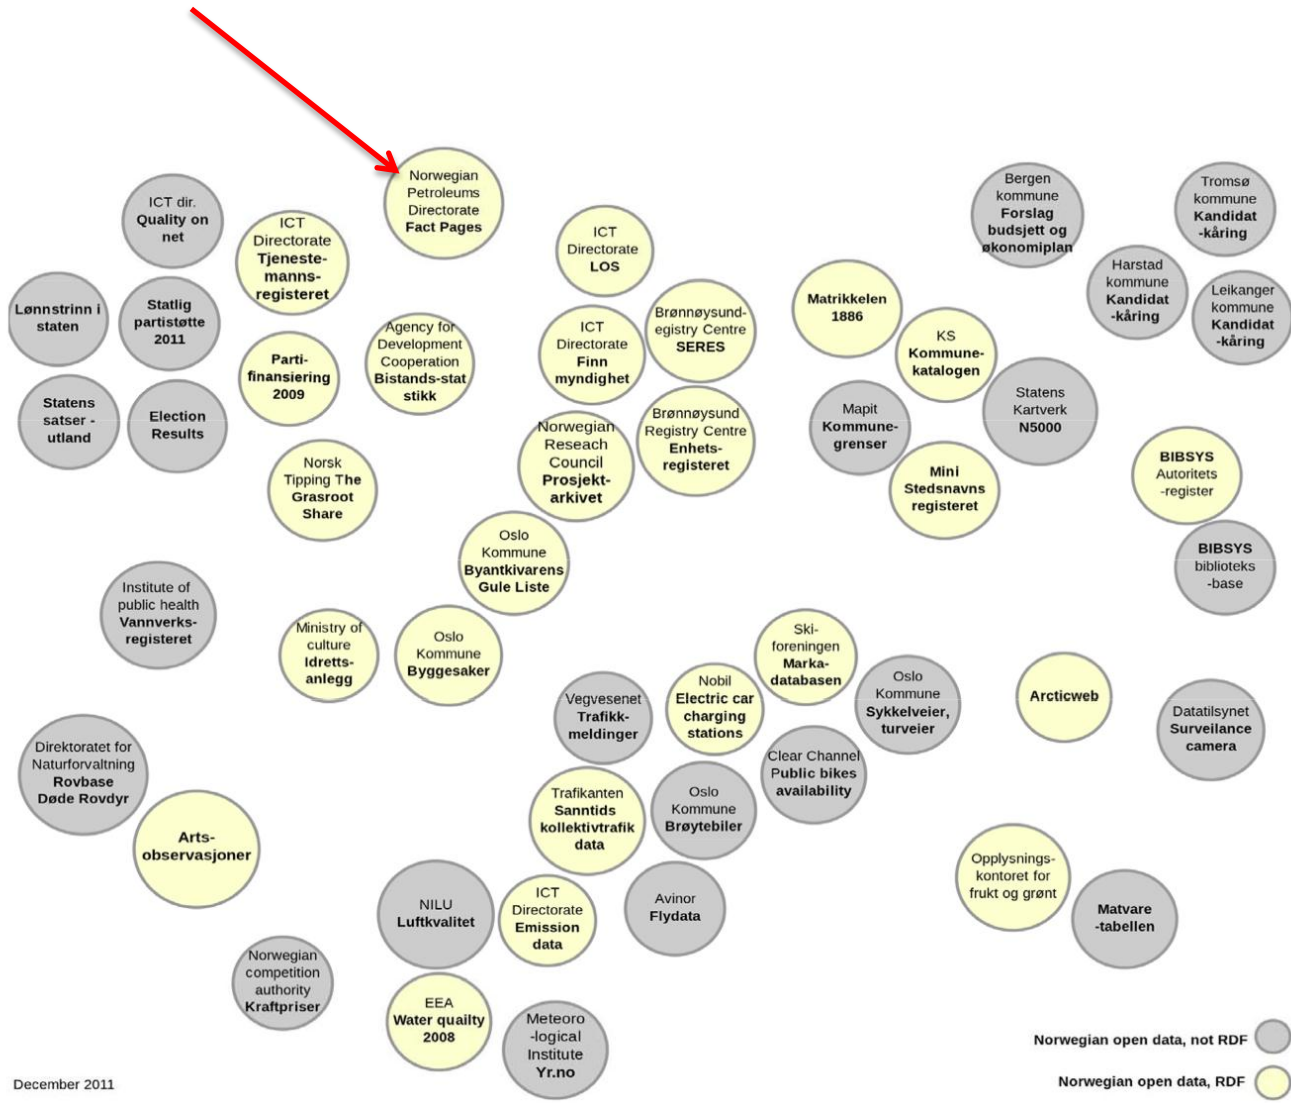 Norwegian
Petroleums
Directorate
Fact Pages
ICT dir.
Quality on
net
ICT
Directorate
Tjeneste-
manns-
registeret
ICT
Directorate
LOS
Bergen
kommune
Forslag
budsjett og
økonomiplan
Tromsø
kommune
Kandidat
-kåring
Harstad
kommune
Kandidat
-kåring
Leikanger
kommune
Kandidat
-kåring
Lønnstrinn i
staten
Statlig
partistøtte
2011
Parti-
finansiering
2009
Agency for
Development
Cooperation
Bistands-stat
stikk
ICT
Directorate
Finn
myndighet
Brønnøysund-
egistry Centre
SERES
Matrikkelen
1886
KS
Kommune-
katalogen
Statens
satser -
utland
Election
Results
Norwegian
Reseach
Council
Prosjekt-
arkivet
Brønnøysund
Registry Centre
Enhets-
registeret
Mapit
Kommune-
grenser
Statens
Kartverk
N5000
Norsk
Tipping The
Grasroot
Share
Mini
Stedsnavns
registeret
BIBSYS
Autoritets
-register
BIBSYS
biblioteks
-base
Oslo
Kommune
Byantkivarens
Gule Liste
Institute of
public health
Vannverks-
registeret
Ministry of
culture
Idretts-
anlegg
Oslo
Kommune
Byggesaker
Ski-
foreningen
Marka-
databasen
Vegvesenet
Trafikk-
meldinger
Nobil
Electric car
charging
stations
Oslo
Kommune
Sykkelveier,
turveier
Arcticweb
Datatilsynet
Surveilance
camera
Direktoratet for
Naturforvaltning
Rovbase
Døde Rovdyr
Clear Channel
Public bikes
availability
Trafikanten
Sanntids
kollektivtrafik
data
Oslo
Kommune
Brøytebiler
Arts-
observasjoner
Opplysnings-
kontoret for
frukt og grønt
Matvare
-tabellen
NILU
Luftkvalitet
ICT
Directorate
Emission
data
Avinor
Flydata
Norwegian
competition
authority
Kraftpriser
EEA
Water quailty
2008
Meteoro
-logical
Institute
Yr.no
Norwegian open data, not RDF
Norwegian open data, RDF
December 2011